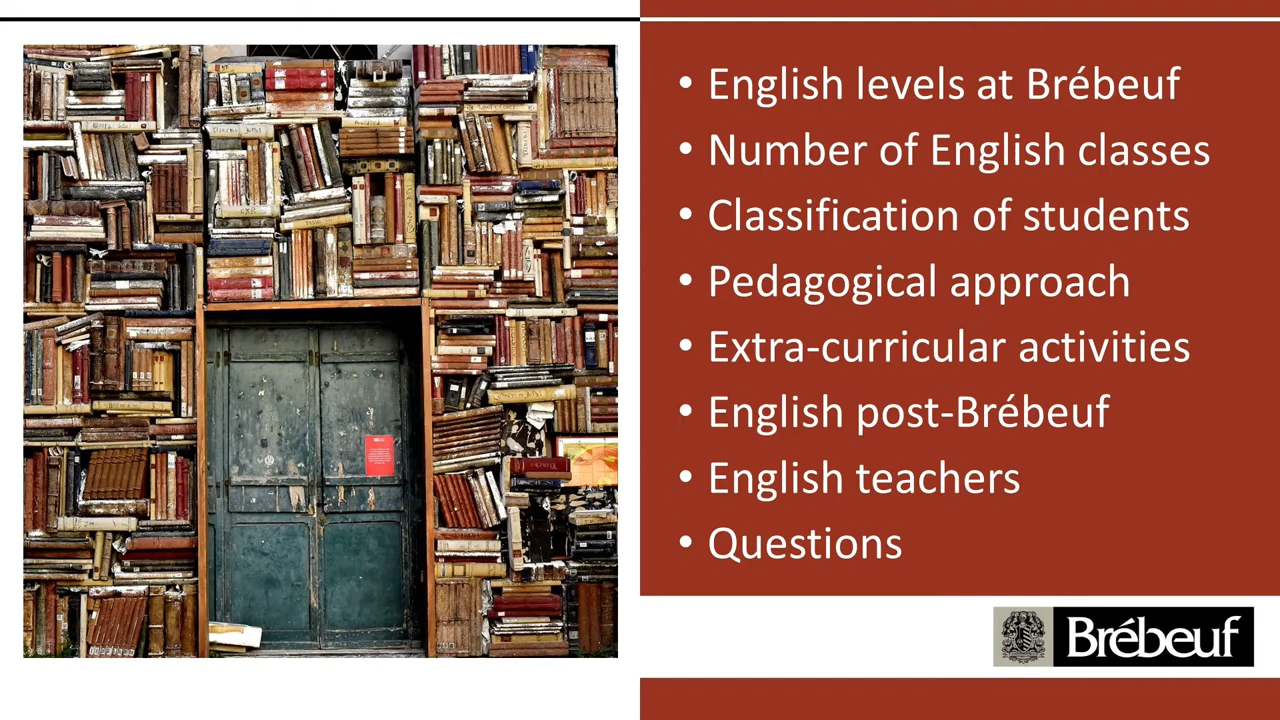 • English levels at Brébeuf
• Number of English classes
• Classification of students
• Pedagogical approach
• Extra-curricular activities
• English post-Brébeuf
• English teachers
• Questions
Brébeuf